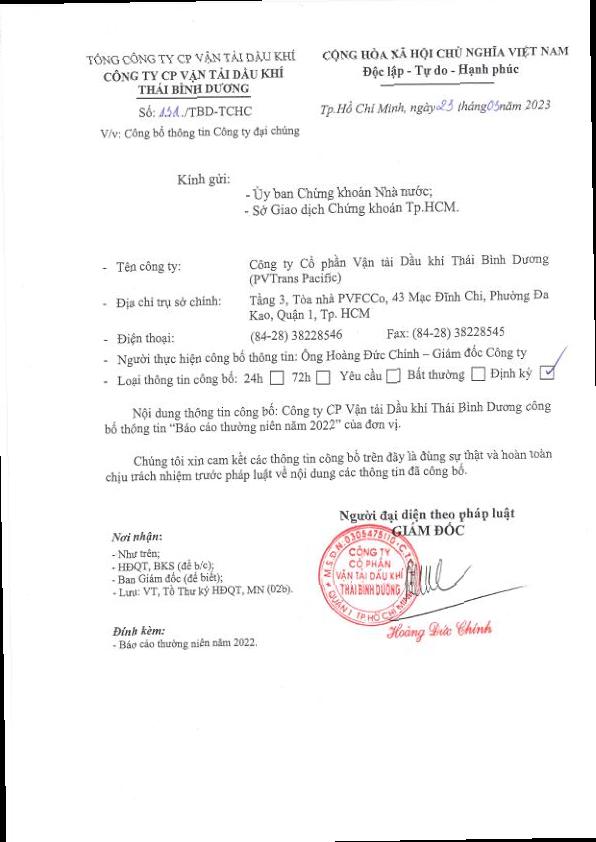 TỔNG CÔNG TY CP VẬN TẢI DẦU KHÍ
CÔNG TY CP VẬN TẢI DẦU KHÍ
THÁI BÌNH DƯƠNG
Số: 131./TBD-TCHC
V/v: Công bố thông tin Công ty đại chúng
CỘNG HÒA XÃ HỘI CHỦ NGHĨA VIỆT NAM
Độc lập - Tự do - Hạnh phúc
Tp.Hồ Chí Minh, ngày 23 tháng 03 năm 2023
Kính gửi:
- Ủy ban Chứng khoán Nhà nước;
- Sở Giao dịch Chứng khoán Tp.HCM.
- Tên công ty: Công ty Cổ phần Vận tải Dầu khí Thái Bình Dương
(PVTrans Pacific)
- Địa chỉ trụ sở chính: Tầng 3, Tòa nhà PVFCCo, 43 Mạc Đĩnh Chi, Phường Đa
Kao, Quận 1, Tp. HCM
- Điện thoại: (84-28) 38228546 Fax: (84-28) 38228545
- Người thực hiện công bố thông tin: Ông Hoàng Đức Chính – Giám đốc Công ty
- Loại thông tin công bố: 24h 72h Yêu cầu Bất thường Định kỳ
Nội dung thông tin công bố: Công ty CP Vận tải Dầu khí Thái Bình Dương công
bố thông tin “Báo cáo thường niên năm 2022” của đơn vị.
Chúng tôi xin cam kết các thông tin công bố trên đây là đúng sự thật và hoàn toàn
chịu trách nhiệm trước pháp luật về nội dung các thông tin đã công bố.
Người đại diện theo pháp luật
GIÁM ĐỐC
M.S.D.N:0305475110-C.T.
CÔNG TY
CỔ PHẦN
VẬN TẢI DẦU KHÍ
THÁI BÌNH DƯƠNG
QUẬN 1 TP HỒ CHÍ MINH
Hoàng Đức Chính
Nơi nhận:
- Như trên;
- HĐQT, BKS (để b/c);
- Ban Giám đốc (để biết);
- Lưu: VT, Tổ Thư ký HĐQT, MN (02b).
Đính kèm:
- Báo cáo thường niên năm 2022.